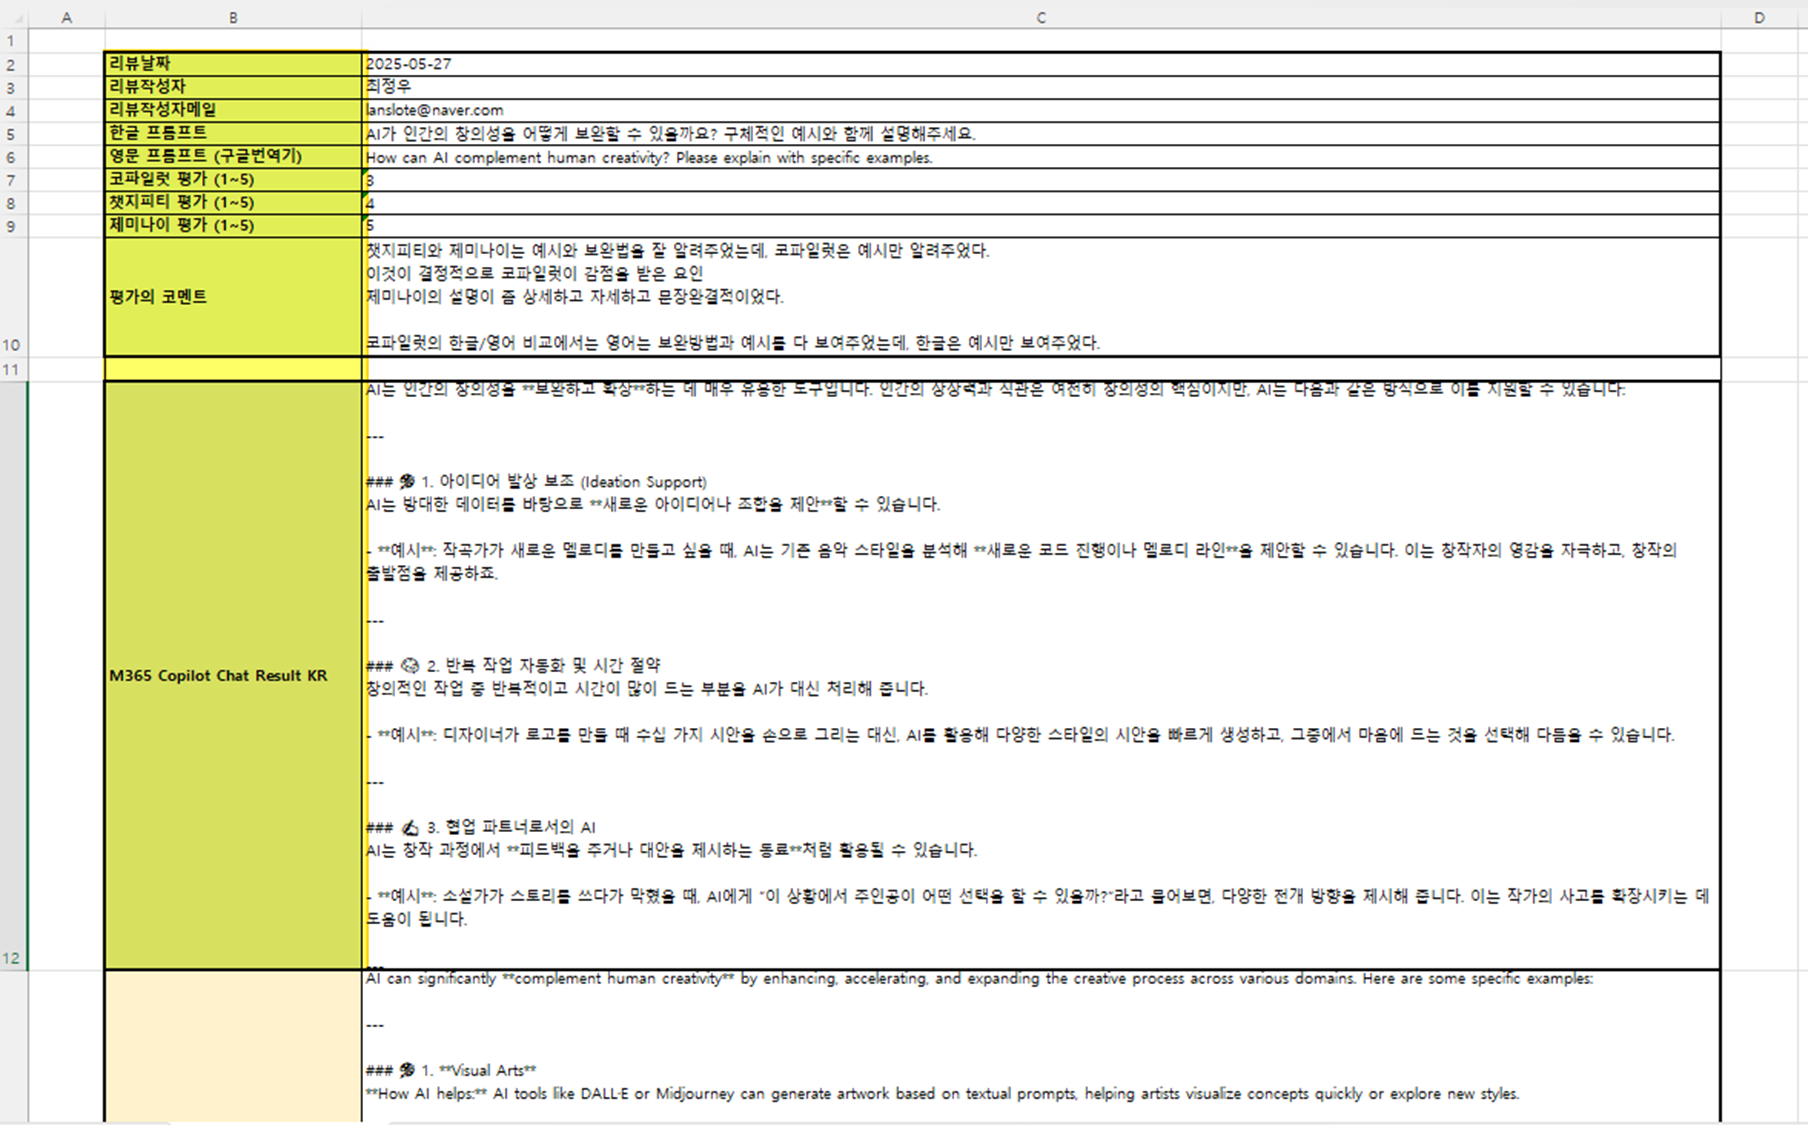 A B C D
1
2 리뷰날짜 2025-05-27
3 리뷰작성자 최정우
4 리뷰작성자메일 lanslote@naver.com
5 한글 프롬프트 AI가 인간의 창의성을 어떻게 보완할 수 있을까요? 구체적인 예시와 함께 설명해주세요.
6 영문 프롬프트 (구글번역기) How can AI complement human creativity? Please explain with specific examples.
7 코파일럿 평가 (1~5) 3
8 챗지피티 평가 (1~5) 4
9 제미나이 평가 (1~5) 5
챗지피티와 제미나이는 예시와 보완법을 잘 알려주었는데, 코파일럿은 예시만 알려주었다.
이것이 결정적으로 코파일럿이 감점을 받은 요인
평가의 코멘트 제미나이의 설명이 좀 상세하고 자세하고 문장완결적이었다.
10 코파일럿의 한글/영어 비교에서는 영어는 보완방법과 예시를 다 보여주었는데, 한글은 예시만 보여주었다.
11
AI는 인간의 창의성을 **보완하고 확장**하는 데 매우 유용한 도구입니다. 인간의 상상력과 직관은 여전히 창의성의 핵심이지만, AI는 다음과 같은 방식으로 이를 지원할 수 있습니다:
---
### 🎨 1. 아이디어 발상 보조 (Ideation Support)
AI는 방대한 데이터를 바탕으로 **새로운 아이디어나 조합을 제안**할 수 있습니다.
- **예시**: 작곡가가 새로운 멜로디를 만들고 싶을 때, AI는 기존 음악 스타일을 분석해 **새로운 코드 진행이나 멜로디 라인**을 제안할 수 있습니다. 이는 창작자의 영감을 자극하고, 창작의
출발점을 제공하죠.
---
### 2. 반복 작업 자동화 및 시간 절약
M365 Copilot Chat Result KR
창의적인 작업 중 반복적이고 시간이 많이 드는 부분을 AI가 대신 처리해 줍니다.
- **예시**: 디자이너가 로고를 만들 때 수십 가지 시안을 손으로 그리는 대신, AI를 활용해 다양한 스타일의 시안을 빠르게 생성하고, 그중에서 마음에 드는 것을 선택해 다듬을 수 있습니다.
---
### ✍ 3. 협업 파트너로서의 AI
AI는 창작 과정에서 **피드백을 주거나 대안을 제시하는 동료**처럼 활용될 수 있습니다.
- **예시**: 소설가가 스토리를 쓰다가 막혔을 때, AI에게 "이 상황에서 주인공이 어떤 선택을 할 수 있을까?"라고 물어보면, 다양한 전개 방향을 제시해 줍니다. 이는 작가의 사고를 확장시키는 데
도움이 됩니다.
12
---
AI can significantly **complement human creativity** by enhancing, accelerating, and expanding the creative process across various domains. Here are some specific examples:
---
### 🎨 1. **Visual Arts**
**How AI helps:** AI tools like DALL·E or Midjourney can generate artwork based on textual prompts, helping artists visualize concepts quickly or explore new styles.